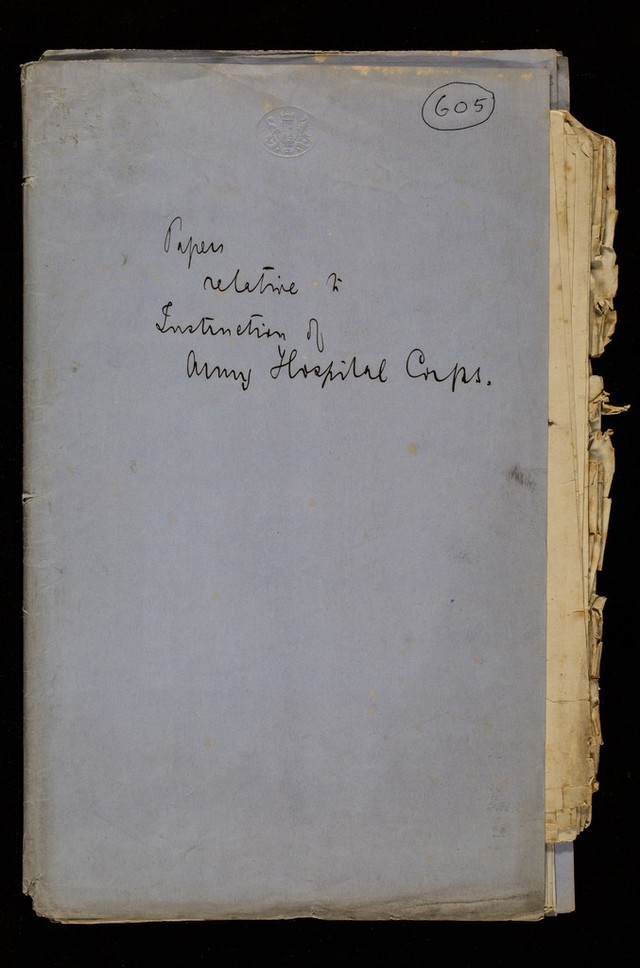 605
Papers
relative to
Instruction of
Army Hospital Corps.